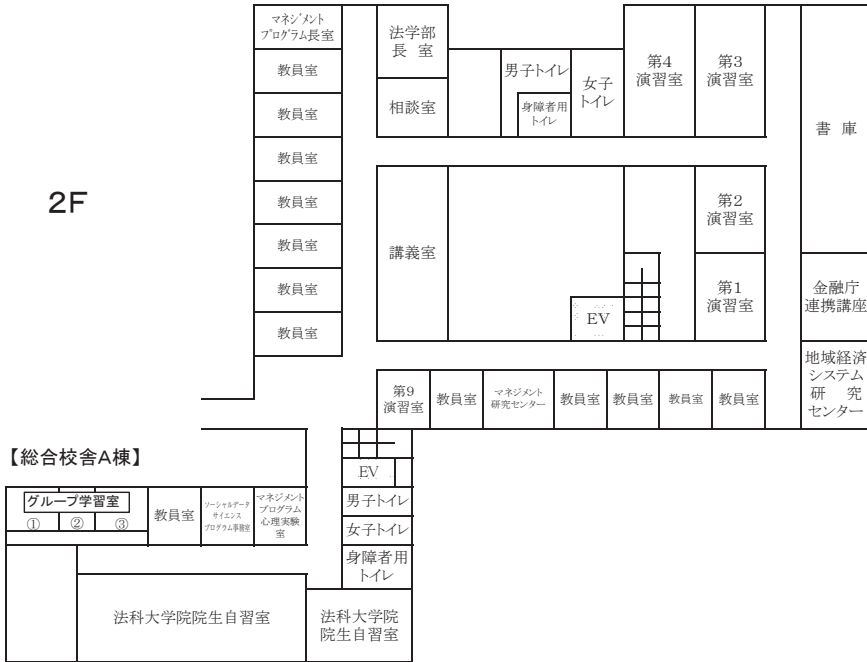 マネジメント
プログラム長室
教員室
教員室
教員室
教員室
教員室
教員室
教員室
法学部
長 室
相談室
男子トイレ
身障者用
トイレ
女子
トイレ
第4
演習室
第3
演習室
書 庫
2F
講義室
EV
第2
演習室
第1
演習室
金融庁
連携講座
地域経済
システム
研 究
センター
第9
演習室
教員室
マネジメント
研究センター
教員室
教員室
教員室
教員室
【総合校舎A棟】
グループ学習室
① ② ③
教員室
ソーシャルデータ
サイエンス
プログラム事務室
マネジメント
プログラム
心理実験
室
EV
男子トイレ
女子トイレ
身障者用
トイレ
法科大学院院生自習室
法科大学院
院生自習室